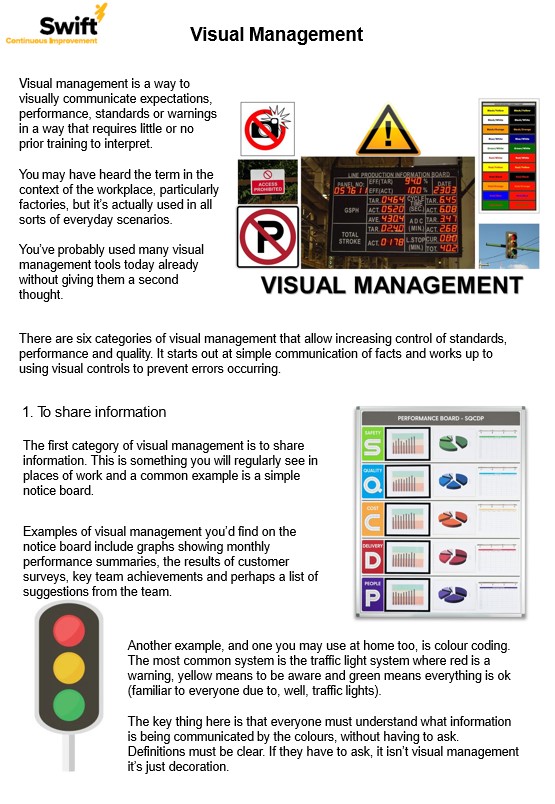 Swift
Continuous Improvement
Visual Management
Visual management is a way to
visually communicate expectations,
performance, standards or warnings
in a way that requires little or no
prior training to interpret.
You may have heard the term in the
context of the workplace, particularly
factories, but it's actually used in all
sorts of everyday scenarios.
You've probably used many visual
management tools today already
without giving them a second
thought.
ACCESS
PROHIBITED
P
LINE PRODUCTION INFORMATION BOARD
PANEL NO:
EFF(TAR)
EFF(ACT)
DATE
GSPH
TOTAL
STROKE
VISUAL MANAGEMENT
There are six categories of visual management that allow increasing control of standards,
performance and quality. It starts out at simple communication of facts and works up to
using visual controls to prevent errors occurring.
1. To share information
The first category of visual management is to share
information. This is something you will regularly see in
places of work and a common example is a simple
notice board.
Examples of visual management you'd find on the
notice board include graphs showing monthly
performance summaries, the results of customer
surveys, key team achievements and perhaps a list of
suggestions from the team.
PERFORMANCE BOARD - SQCDP
SAFETY
S
QUALITY
Q
COST
C
DELIVERY
D
PEOPLE
P
Another example, and one you may use at home too, is colour coding.
The most common system is the traffic light system where red is a
warning, yellow means to be aware and green means everything is ok
(familiar to everyone due to, well, traffic lights).
The key thing here is that everyone must understand what information
is being communicated by the colours, without having to ask.
Definitions must be clear. If they have to ask, it isn't visual management
it's just decoration.